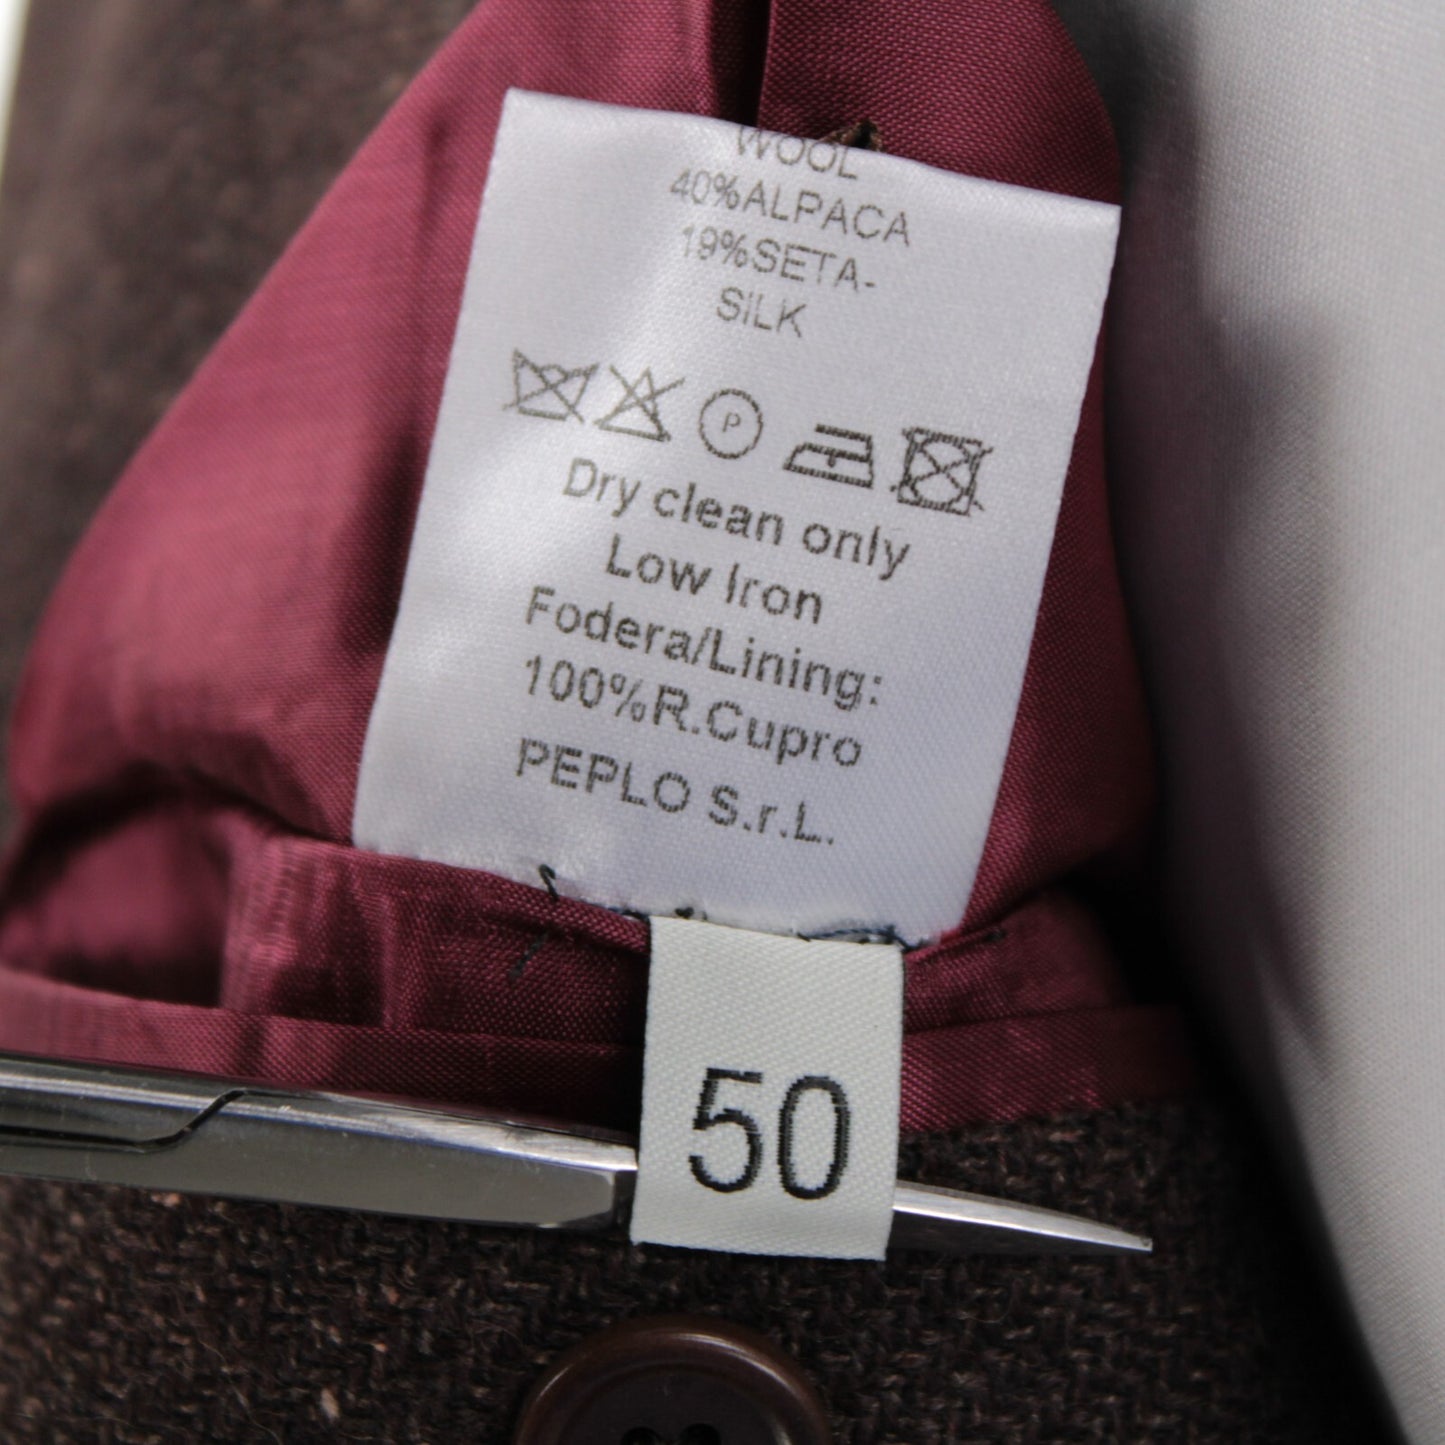 WOOL
40%ALPACA
19%SETA-
SILK
P
Dry clean only
Low Iron
Fodera/Lining:
100%R.Cupro
PEPLO S.r.L.
50